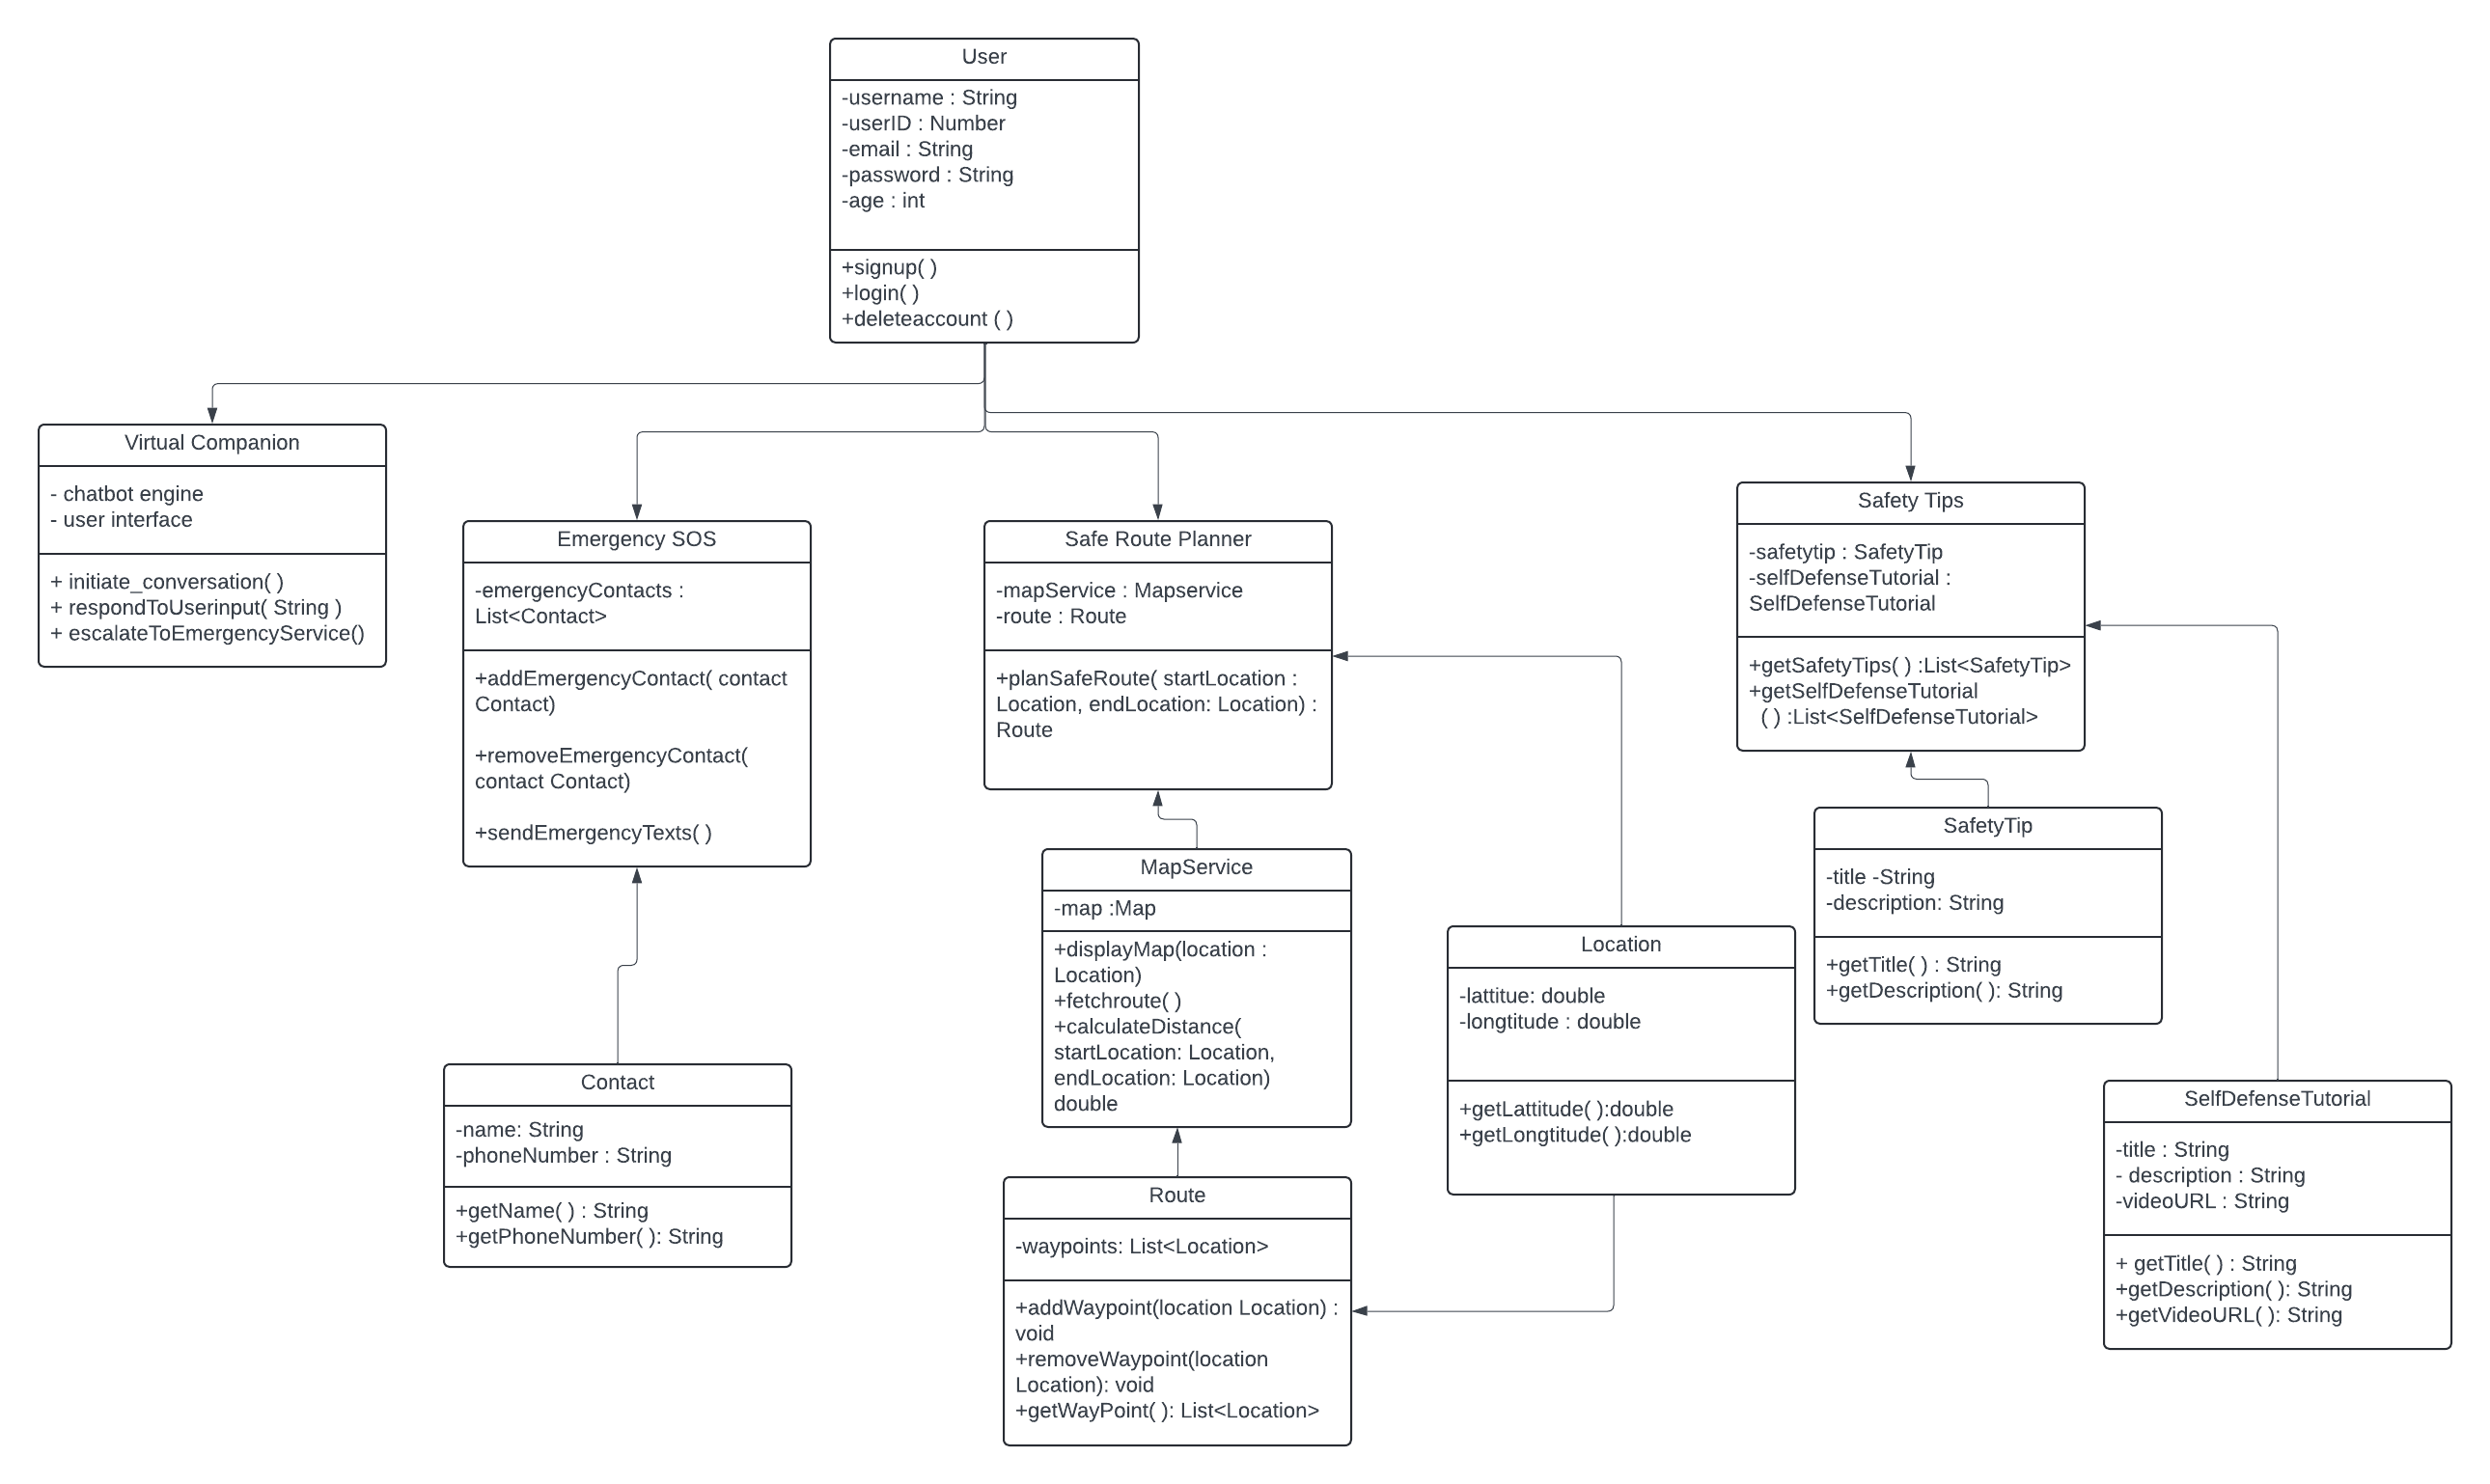 User
-username : String
-userID : Number
-email : String
-password : String
-age : int
+signup( )
+login( )
+deleteaccount ( )
Virtual Companion
- chatbot engine
- user interface
+ initiate_conversation( )
+ respondToUserinput( String )
+ escalateToEmergencyService()
Emergency SOS
-emergencyContacts :
List<Contact>
+addEmergencyContact( contact
Contact)
+removeEmergencyContact(
contact Contact)
+sendEmergencyTexts( )
Safe Route Planner
-mapService : Mapservice
-route : Route
+planSafeRoute( startLocation :
Location, endLocation: Location) :
Route
Safety Tips
-safetytip : SafetyTip
-selfDefenseTutorial :
SelfDefenseTutorial
+getSafetyTips( ) :List<SafetyTip>
+getSelfDefenseTutorial
( ) :List<SelfDefenseTutorial>
MapService
-map :Map
+displayMap(location :
Location)
+fetchroute( )
+calculateDistance(
startLocation: Location,
endLocation: Location)
double
Location
-lattitue: double
-longtitude : double
+getLattitude( ):double
+getLongtitude( ):double
SafetyTip
-title -String
-description: String
+getTitle( ) : String
+getDescription( ): String
Contact
-name: String
-phoneNumber : String
+getName( ) : String
+getPhoneNumber( ): String
Route
-waypoints: List<Location>
+addWaypoint(location Location) :
void
+removeWaypoint(location
Location): void
+getWayPoint( ): List<Location>
SelfDefenseTutorial
-title : String
- description : String
-videoURL : String
+ getTitle( ) : String
+getDescription( ): String
+getVideoURL( ): String